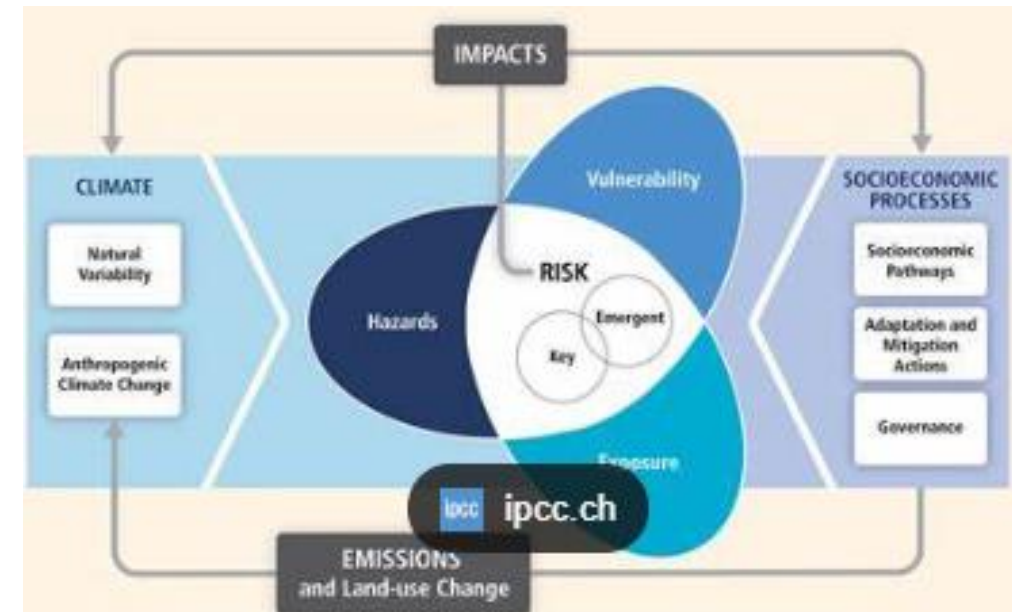 IMPACTS
CLIMATE
Natural
Variability
Anthropogenic
Climate Change
Vulnerability
Hazards
RISK
Emergent
Key
Exposure
SOCIOECONOMIC
PROCESSES
Socioeconomic
Pathways
Adaptation and
Mitigation
Actions
Governance
ipcc ipcc.ch
EMISSIONS
and Land-use Change